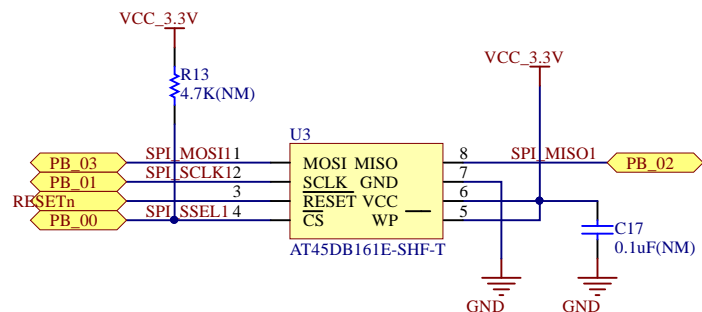 VCC_3.3V
VCC_3.3V
R13
4.7K(NM)
U3
PB_03 SPI_MOSI1 1 MOSI MISO 8 SPI_MISO1 PB_02
PB_01 SPI_SCLK1 2 SCLK GND 7
RESETn 3 RESET VCC 6
PB_00 SPI_SSEL1 4 CS WP 5
AT45DB161E-SHF-T
C17
0.1uF(NM)
GND
GND